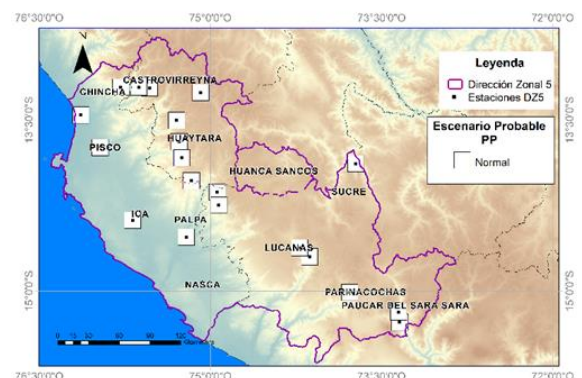 76°30'0"O 75°0'0"O 73°30'0"O 72°0'0"O
N
Leyenda
Dirección Zonal 5
Estaciones DZ5
Escenario Probable
PP
Normal
13°30'0"S
13°30'0"S
15°0'0"S
15°0'0"S
CASTROVIRREYNA
CHINCHA
PISCO
HUAYTARA
HUANCA SANCOS
SUCRE
ICA
PALPA
LUCANAS
NASCA
PARINACOCHAS
PAUCAR DEL SARA SARA
76°30'0"O 75°0'0"O 73°30'0"O 72°0'0"O